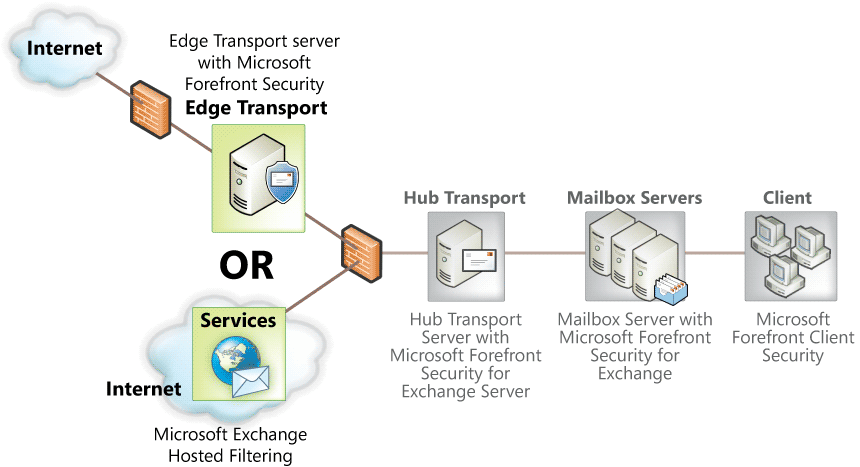 Internet
Edge Transport server
with Microsoft
Forefront Security
Edge Transport
OR
Services
Internet
Microsoft Exchange
Hosted Filtering
Hub Transport
Hub Transport
Server with
Microsoft Forefront
Security for
Exchange Server
Mailbox Servers
Mailbox Server with
Microsoft Forefront
Security for
Exchange
Client
Microsoft
Forefront Client
Security